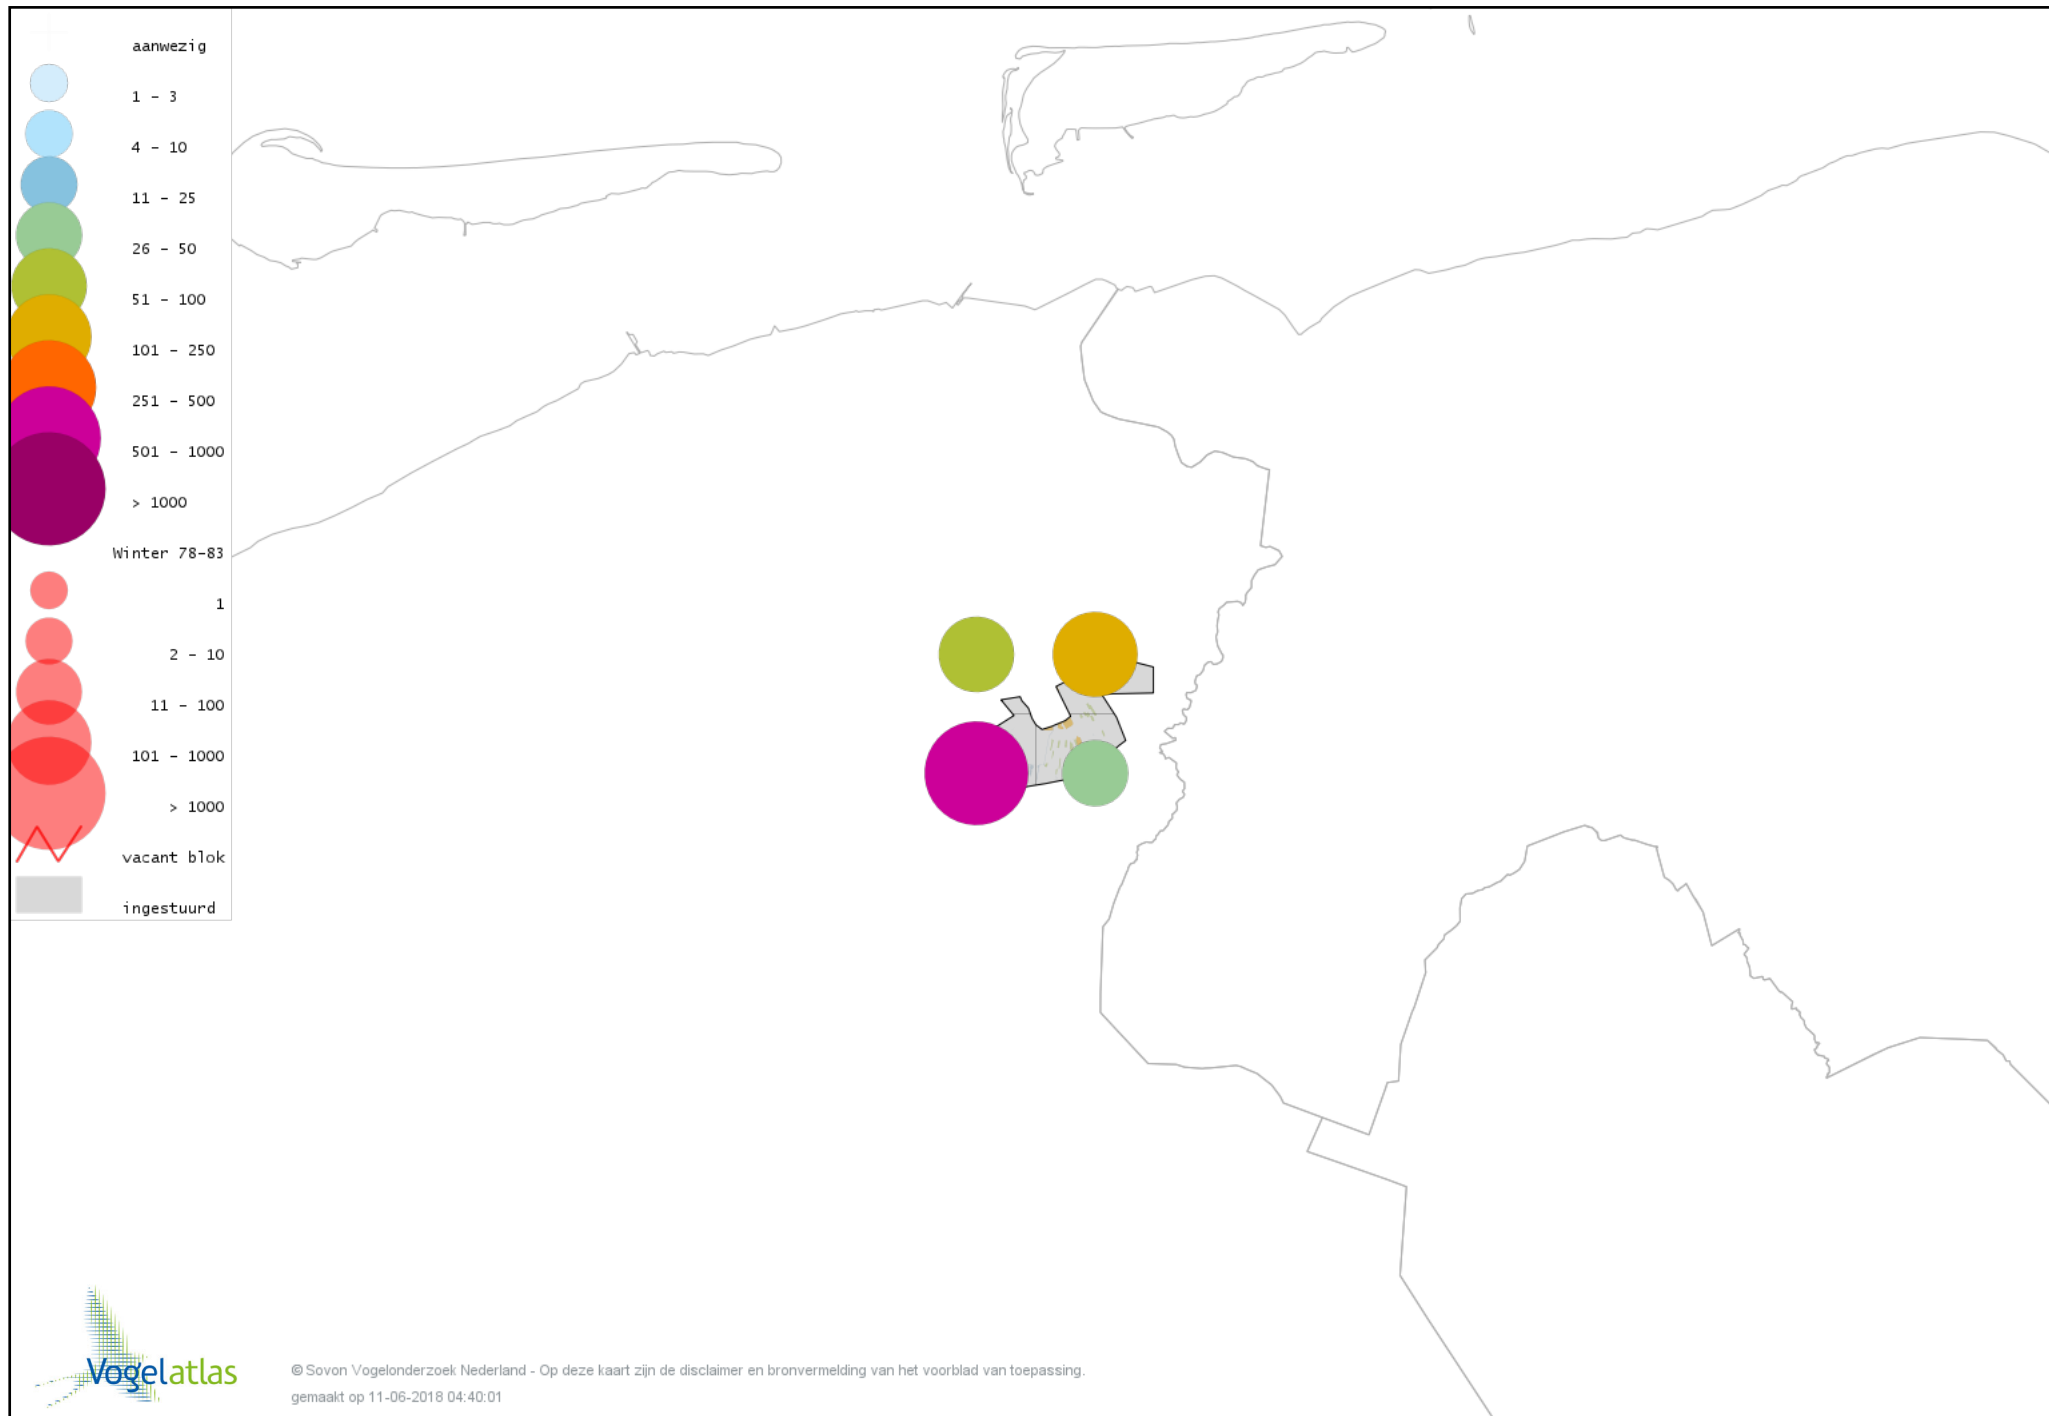 aanwezig
1 - 3
4 - 10
11 - 25
26 - 50
51 - 100
101 - 250
251 - 500
501 - 1000
> 1000
Winter 78-83
1
2 - 10
11 - 100
101 - 1000
> 1000
vacant blok
ingestuurd
Vogelatlas
© Sovon Vogelonderzoek Nederland - Op deze kaart zijn de disclaimer en bronvermelding van het voorblad van toepassing.
gemaakt op 11-06-2018 04:40:01